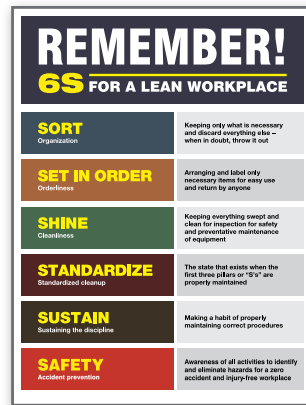 REMEMBER!
6S FOR A LEAN WORKPLACE
SORT
Organization
Keeping only what is necessary
and discard everything else –
when in doubt, throw it out
SET IN ORDER
Orderliness
Arranging and label only
necessary items for easy use
and return by anyone
SHINE
Cleanliness
Keeping everything swept and
clean for inspection for safety
and preventative maintenance
of equipment
STANDARDIZE
Standardized cleanup
The state that exists when the
first three pillars or "S's" are
properly maintained
SUSTAIN
Sustaining the discipline
Making a habit of properly
maintaining correct procedures
SAFETY
Accident prevention
Awareness of all activities to identify
and eliminate hazards for a zero
accident and injury-free workplace